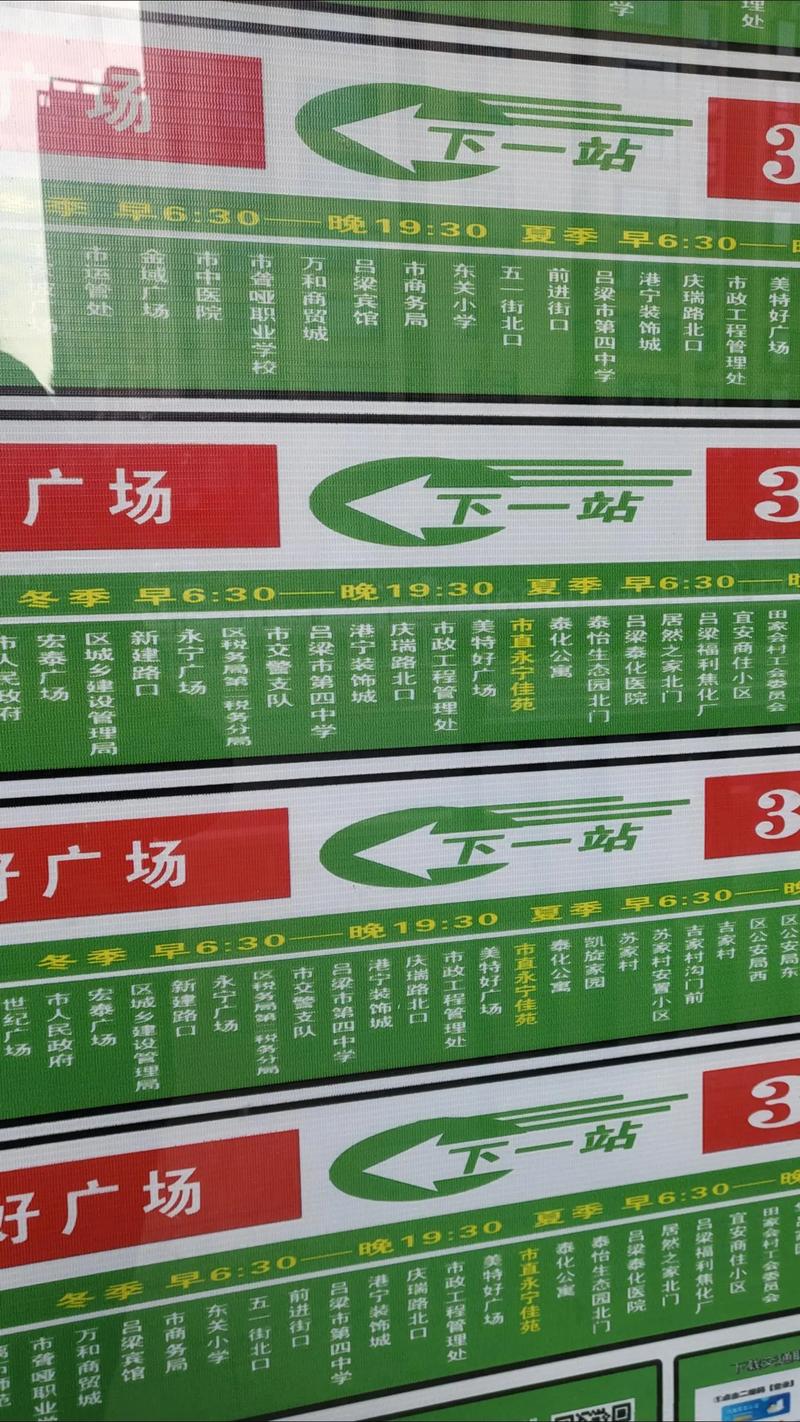 学
理处
广场
下一站
3
冬季 早6:30——晚19:30 夏季 早6:30——
市运管处
金域广场
市中医院
市聋哑职业学校
万和商贸城
吕梁宾馆
市商务局
东关小学
五一街北口
前进街口
吕梁市第四中学
港宁装饰城
庆瑞路北口
市政工程管理处
美特好广场
广场
下一站
3
冬季 早6:30——晚19:30 夏季 早6:30——
市人民政府
宏泰广场
区城乡建设管理局
新建路口
永宁广场
区税务局第二税务分局
市交警支队
吕梁市第四中学
港宁装饰城
庆瑞路北口
市政工程管理处
美特好广场
市直永宁佳苑
泰化公寓
泰怡生态园北门
吕梁泰化医院
居然之家北门
吕梁福利焦化厂
宜安商住小区
田家会村工会委员会
好广场
下一站
3
冬季 早6:30——晚19:30 夏季 早6:30——晚
世纪广场
市人民政府
宏泰广场
区城乡建设管理局
新建路口
永宁广场
区税务局第二税务分局
市交警支队
吕梁市第四中学
港宁装饰城
庆瑞路北口
市政工程管理处
美特好广场
市直永宁佳苑
泰化公寓
凯旋家园
苏家村
苏家村安置小区
吉家村沟门前
吉家村
区公安局西
区公安局东
好广场
下一站
3
冬季 早6:30——晚19:30 夏季 早6:30——晚
市聋哑职业学
万和商贸城
吕梁宾馆
市商务局
东关小学
五一街北口
前进街口
吕梁市第四中学
港宁装饰城
庆瑞路北口
市政工程管理处
美特好广场
市直永宁佳苑
泰化公寓
泰怡生态园北门
吕梁泰化医院
居然之家北门
吕梁福利焦化厂
宜安商住小区
田家会村工会委员会